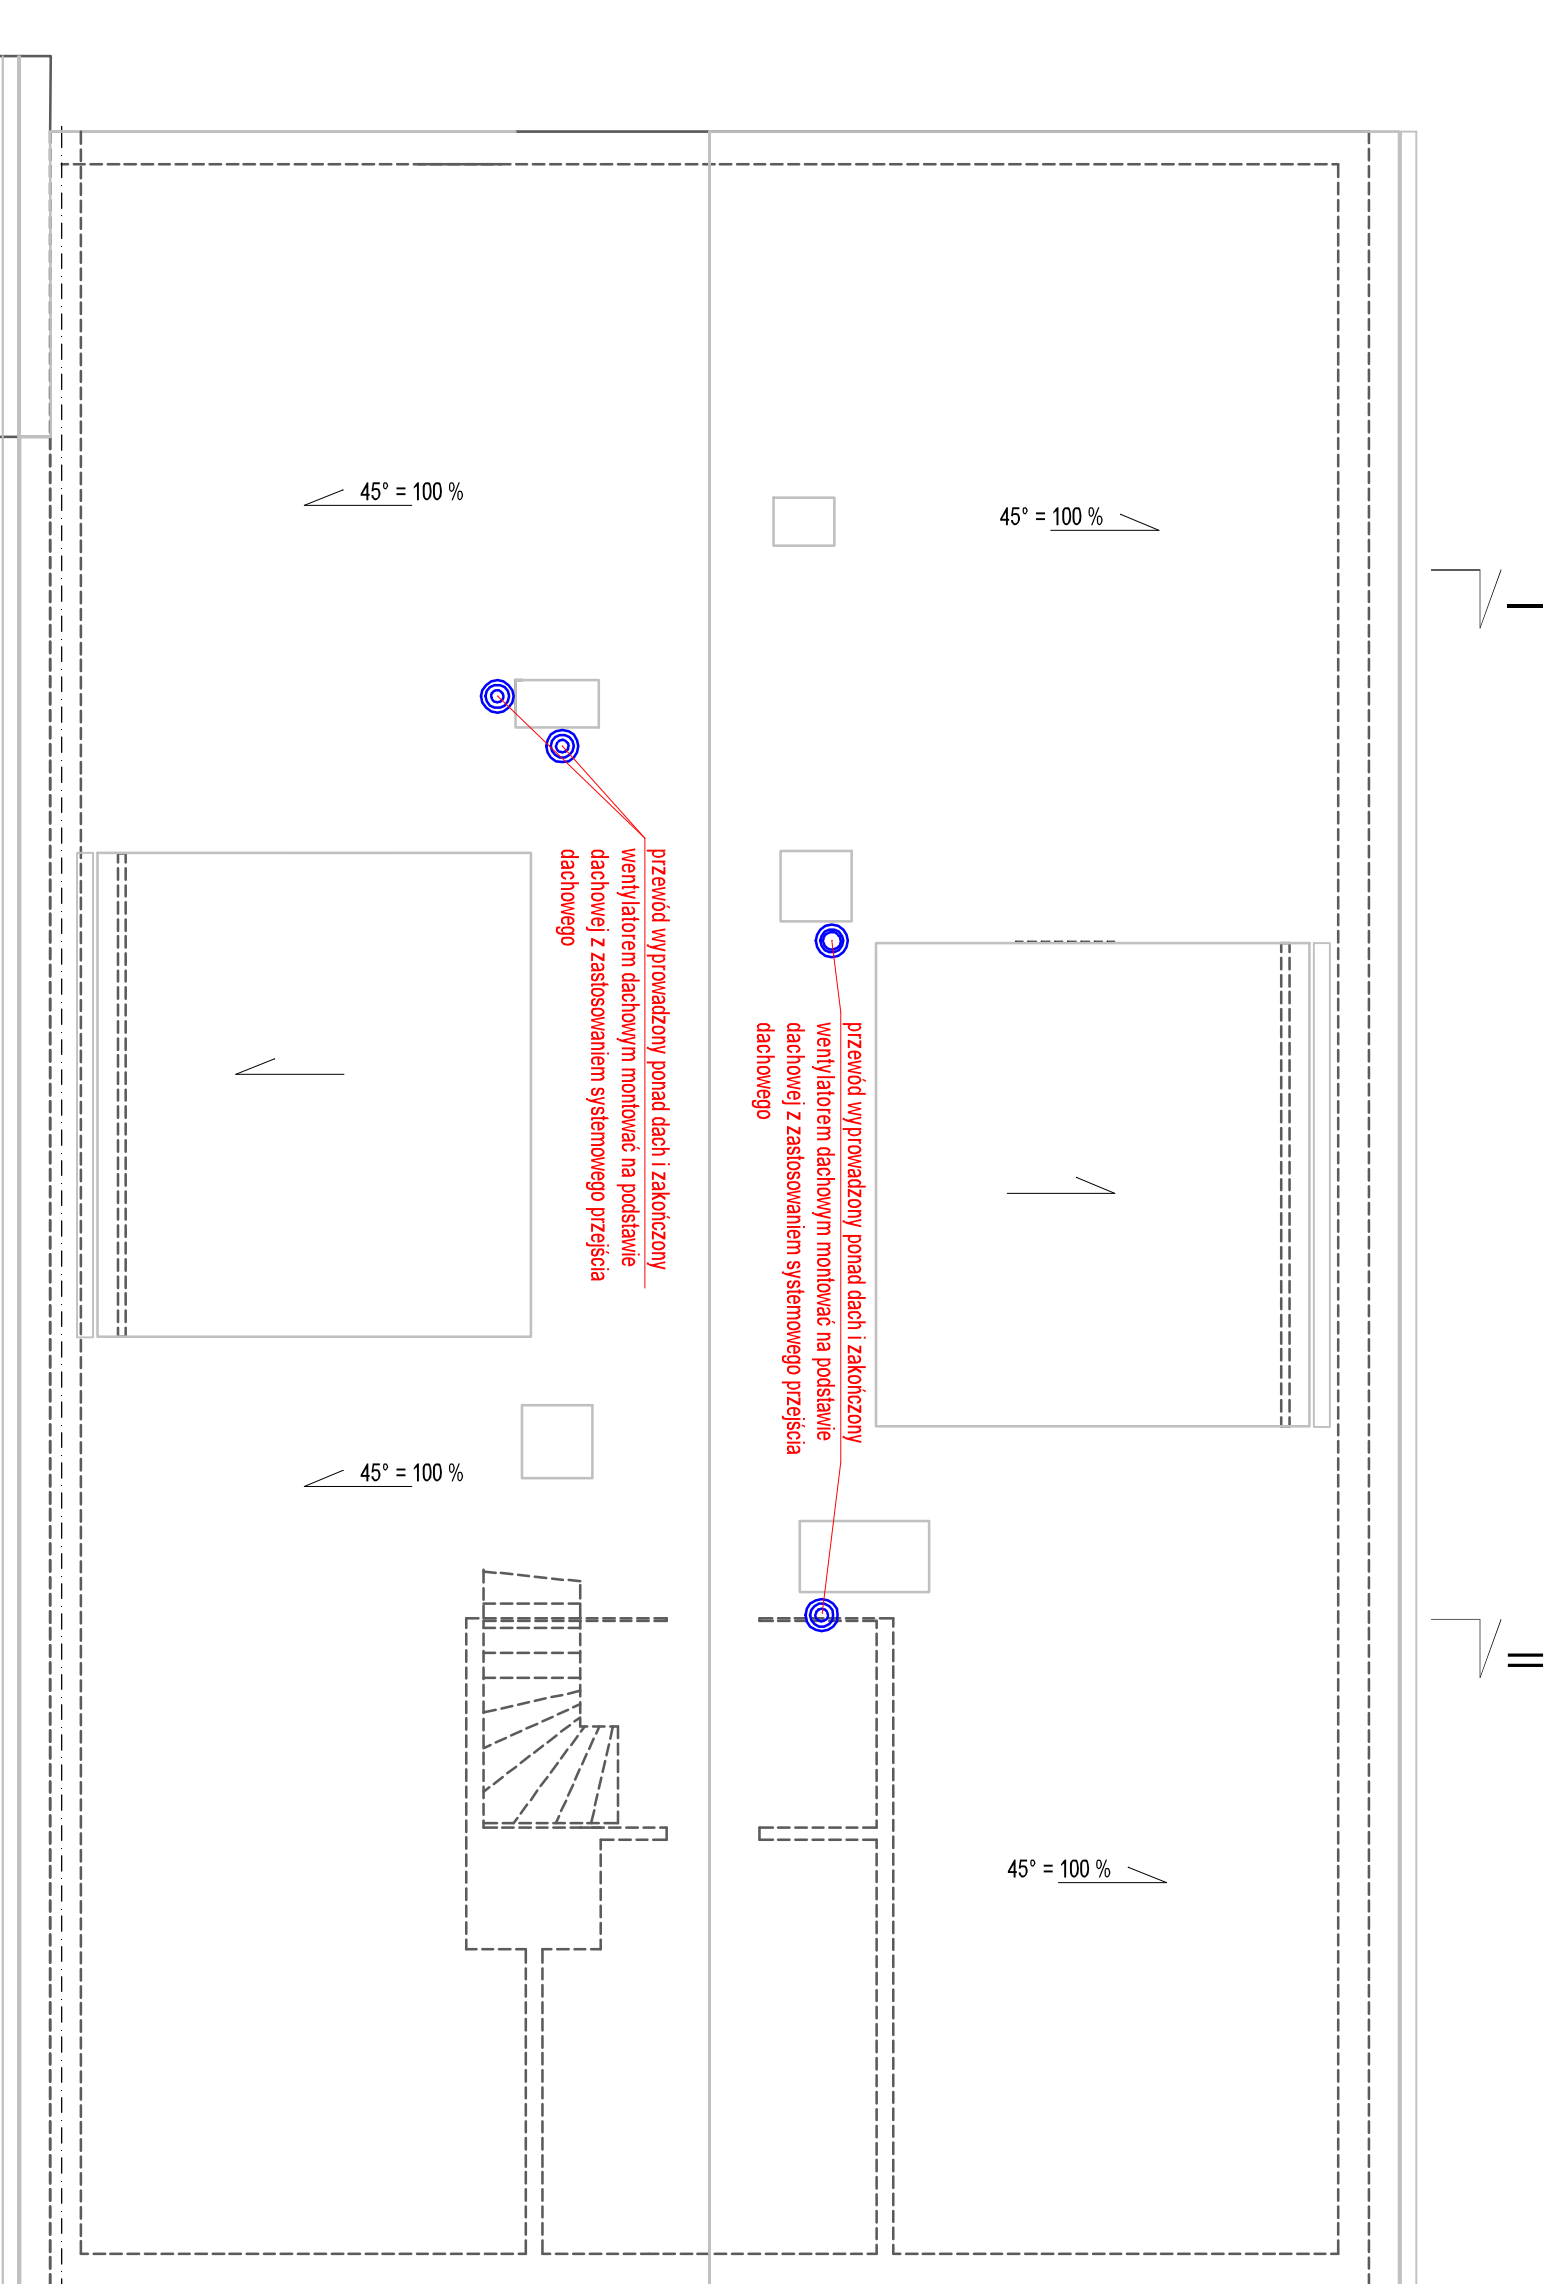 45° = 100 %
45° = 100 %
przewód wyprowadzony ponad dach i zakończony
wentylatorem dachowym montować na podstawie
dachowej z zastosowaniem systemowego przejścia
dachowego
przewód wyprowadzony ponad dach i zakończony
wentylatorem dachowym montować na podstawie
dachowej z zastosowaniem systemowego przejścia
dachowego
45° = 100 %
45° = 100 %